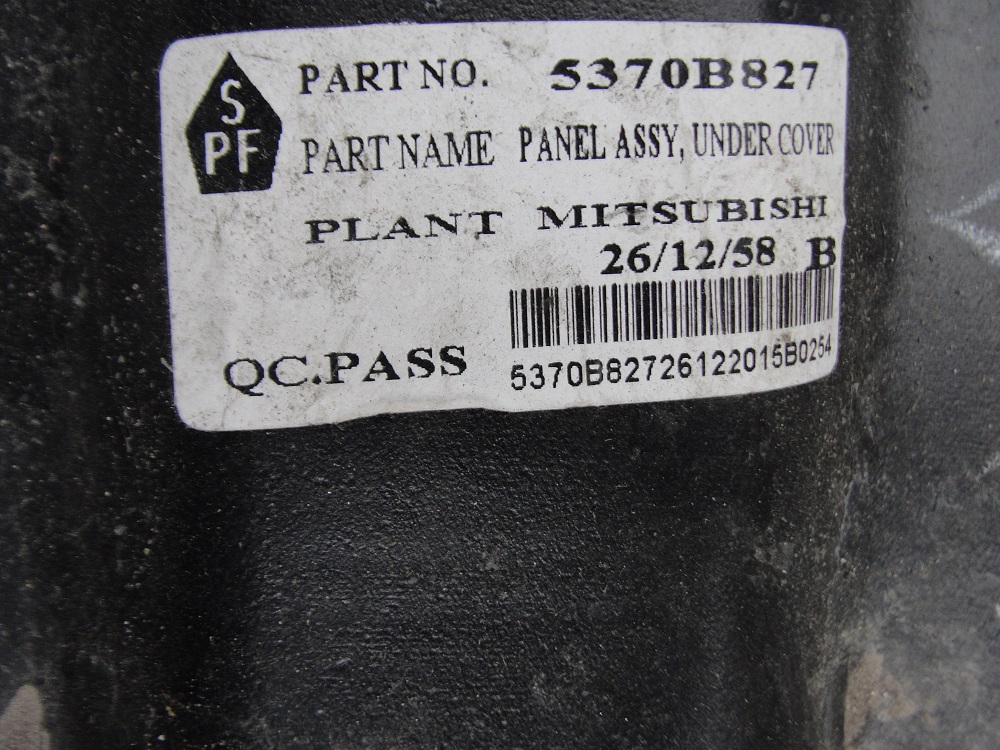 S
PF
PART NO. 5370B827
PART NAME PANEL ASSY, UNDER COVER
PLANT MITSUBISHI
26/12/58 B
QC.PASS
5370B82726122015B0254